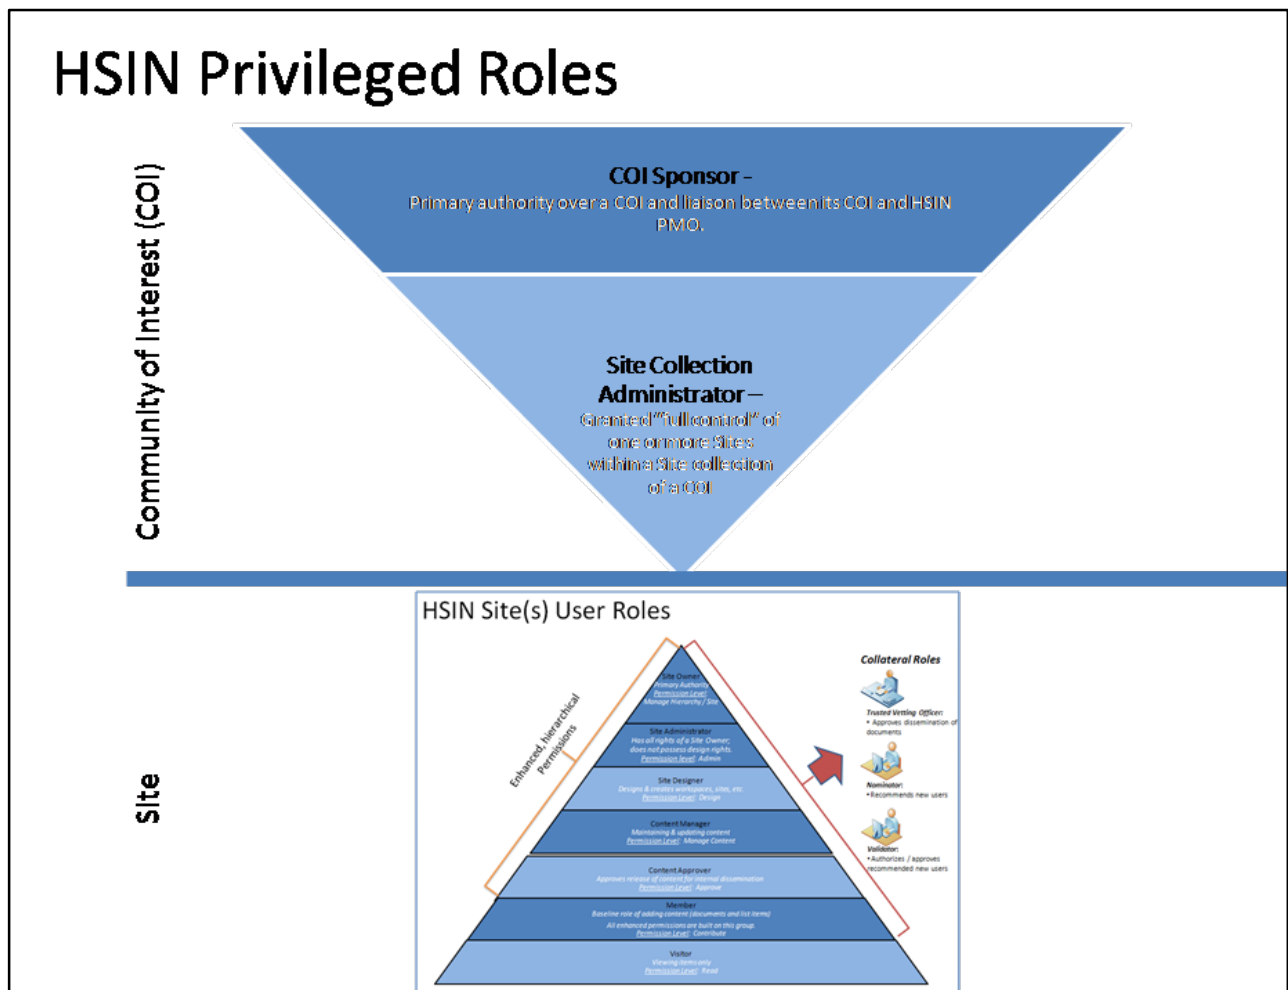 HSIN Privileged Roles
Community of Interest (COI)
COI Sponsor -
Primary authority over a COI and liaison between its COI and HSIN
PMO.
Site Collection
Administrator –
Granted "full control" of
one or more Sites
within a Site collection
of a COI
Site
HSIN Site(s) User Roles
Enhanced, hierarchical
Permissions
Site Owner
Primary Authority
Permission Level:
Manage Hierarchy / Site
Site Administrator
Has all rights of a Site Owner;
does not possess design rights.
Permission level: Admin
Site Designer
Designs & creates workspaces, sites, etc.
Permission Level: Design
Content Manager
Maintaining & updating content
Permission Level: Manage Content
Content Approver
Approves release of content for internal dissemination
Permission Level: Approve
Member
Baseline role of adding content (documents and list items)
All enhanced permissions are built on this group.
Permission Level: Contribute
Visitor
Viewing items only
Permission Level: Read
Collateral Roles
Trusted Vetting Officer:
• Approves dissemination of
documents
Nominator:
• Recommends new users
Validator:
• Authorizes / approves
recommended new users